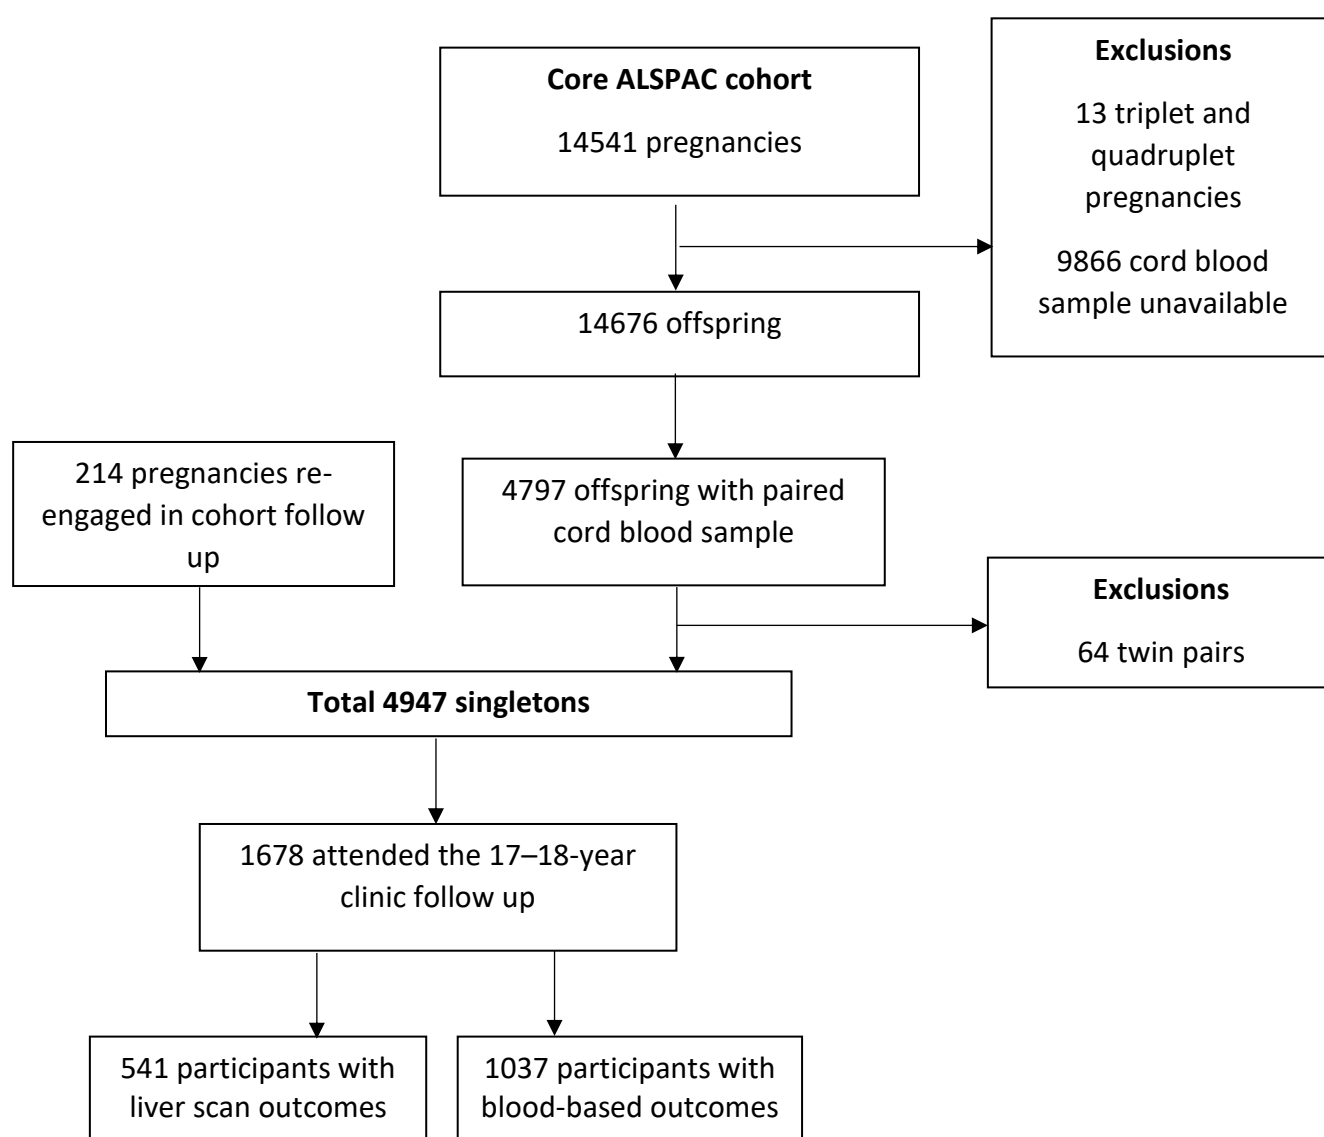 Core ALSPAC cohort
14541 pregnancies
Exclusions
13 triplet and
quadruplet
pregnancies
9866 cord blood
sample unavailable
14676 offspring
214 pregnancies re-
engaged in cohort follow
up
4797 offspring with paired
cord blood sample
Exclusions
64 twin pairs
Total 4947 singletons
1678 attended the 17–18-year
clinic follow up
541 participants with
liver scan outcomes
1037 participants with
blood-based outcomes